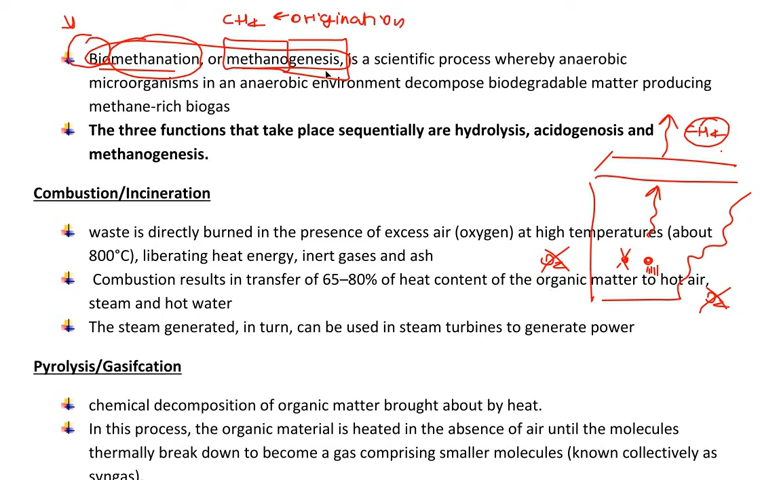 CH4 ← origination
Biomethanation, or methanogenesis, is a scientific process whereby anaerobic
microorganisms in an anaerobic environment decompose biodegradable matter producing
methane-rich biogas
The three functions that take place sequentially are hydrolysis, acidogenosis and
methanogenesis.
CH4
Combustion/Incineration
waste is directly burned in the presence of excess air (oxygen) at high temperatures (about
800°C), liberating heat energy, inert gases and ash
O2
Combustion results in transfer of 65–80% of heat content of the organic matter to hot air,
steam and hot water
O2
The steam generated, in turn, can be used in steam turbines to generate power
Pyrolysis/Gasifcation
chemical decomposition of organic matter brought about by heat.
In this process, the organic material is heated in the absence of air until the molecules
thermally break down to become a gas comprising smaller molecules (known collectively as
syngas).